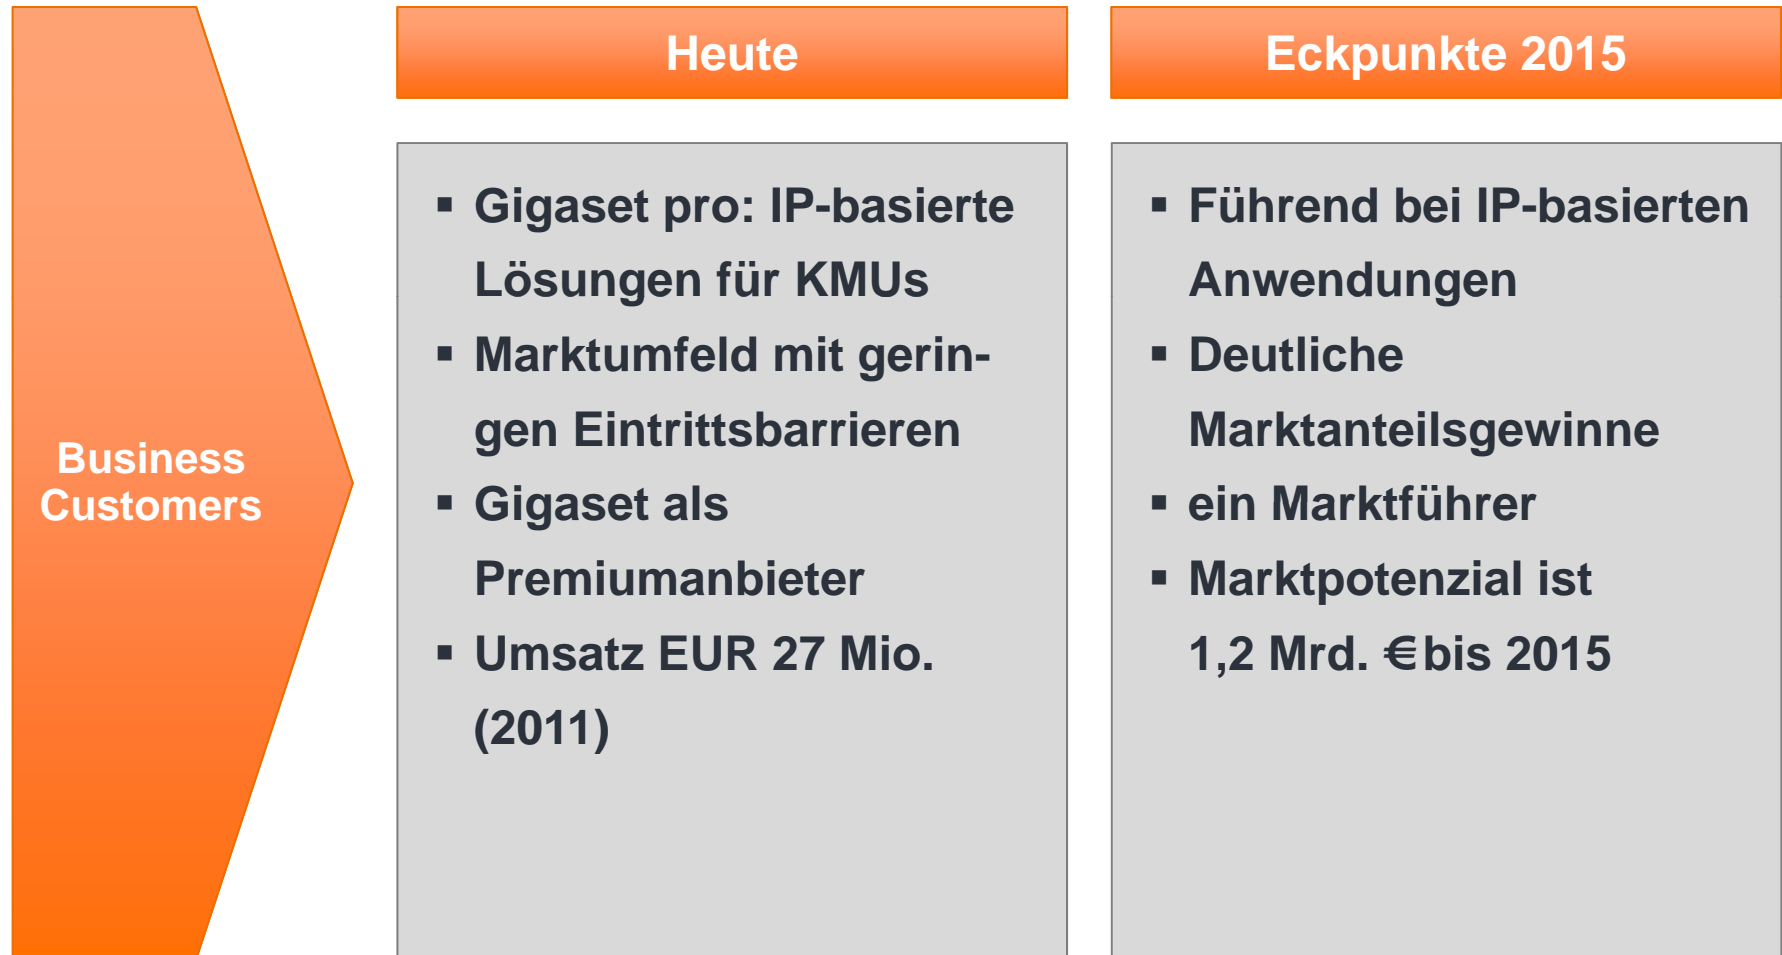 Business
Customers
Heute
▪ Gigaset pro: IP-basierte
Lösungen für KMUs
▪ Marktumfeld mit gerin-
gen Eintrittsbarrieren
▪ Gigaset als
Premiumanbieter
▪ Umsatz EUR 27 Mio.
(2011)
Eckpunkte 2015
▪ Führend bei IP-basierten
Anwendungen
▪ Deutliche
Marktanteilsgewinne
▪ ein Marktführer
▪ Marktpotenzial ist
1,2 Mrd. €bis 2015